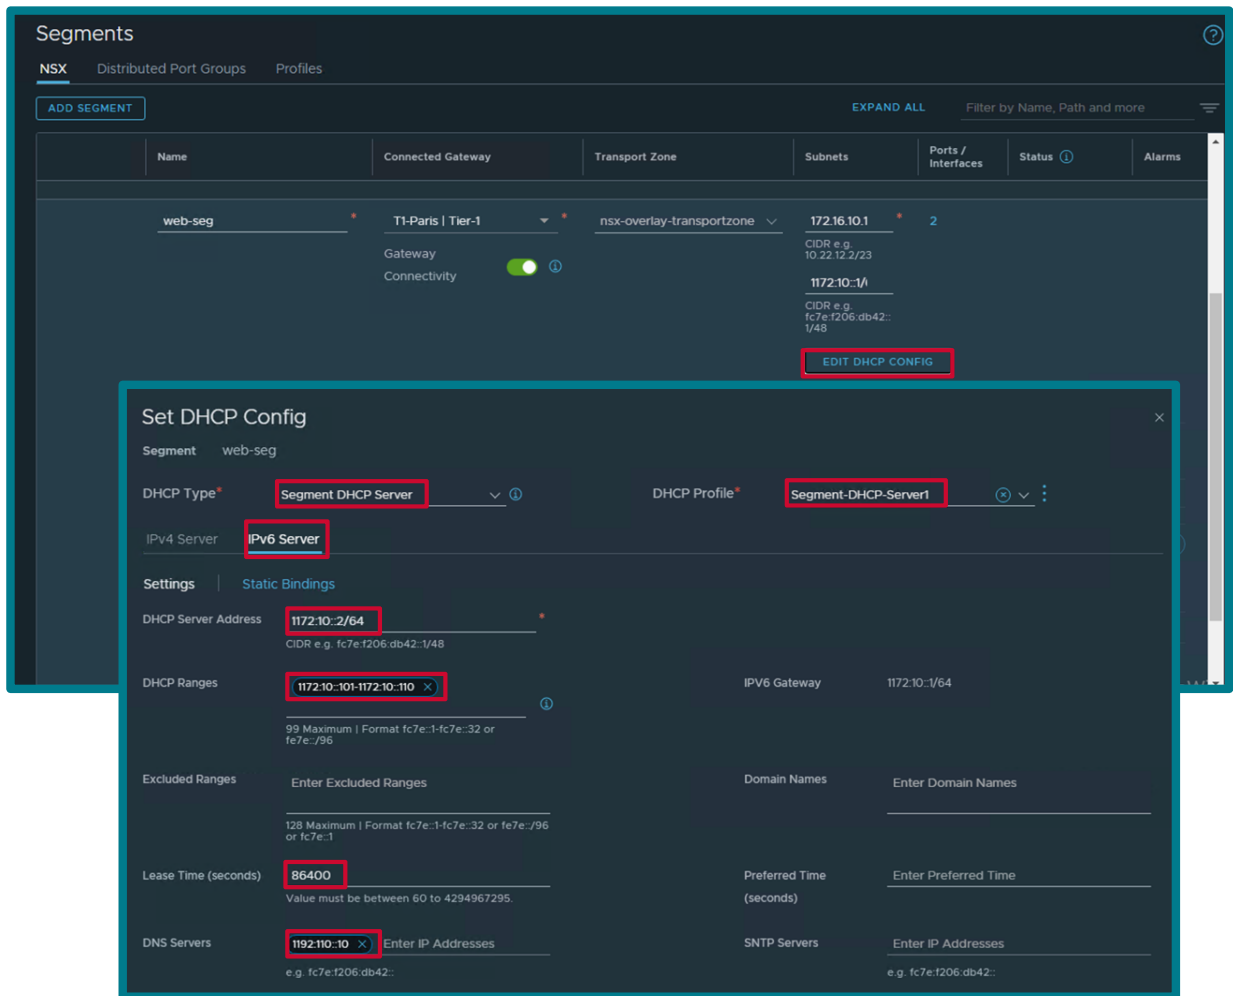 Segments
NSX Distributed Port Groups Profiles
ADD SEGMENT EXPAND ALL Filter by Name, Path and more
Name Connected Gateway Transport Zone Subnets Ports / Interfaces Status Alarms
web-seg * T1-Paris | Tier-1 * nsx-overlay-transportzone 172.16.10.1 * 2
Gateway Connectivity
CIDR e.g.
10.22.12.2/23
1172:10::1/
CIDR e.g.
fc7e:f206:db42::
1/48
EDIT DHCP CONFIG
Set DHCP Config
Segment web-seg
DHCP Type* Segment DHCP Server DHCP Profile* Segment-DHCP-Server1
IPv4 Server IPv6 Server
Settings Static Bindings
DHCP Server Address 1172:10::2/64 *
CIDR e.g. fc7e:f206:db42::1/48
DHCP Ranges 1172:10::101-1172:10::110 IPV6 Gateway 1172:10::1/64
99 Maximum | Format fc7e::1-fc7e::32 or
fe7e::/96
Excluded Ranges Enter Excluded Ranges Domain Names Enter Domain Names
128 Maximum | Format fc7e::1-fc7e::32 or fe7e::/96
or fc7e::1
Lease Time (seconds) 86400 Preferred Time (seconds) Enter Preferred Time
Value must be between 60 to 4294967295.
DNS Servers 1192:110::10 Enter IP Addresses SNTP Servers Enter IP Addresses
e.g. fc7e:f206:db42:: e.g. fc7e:f206:db42::